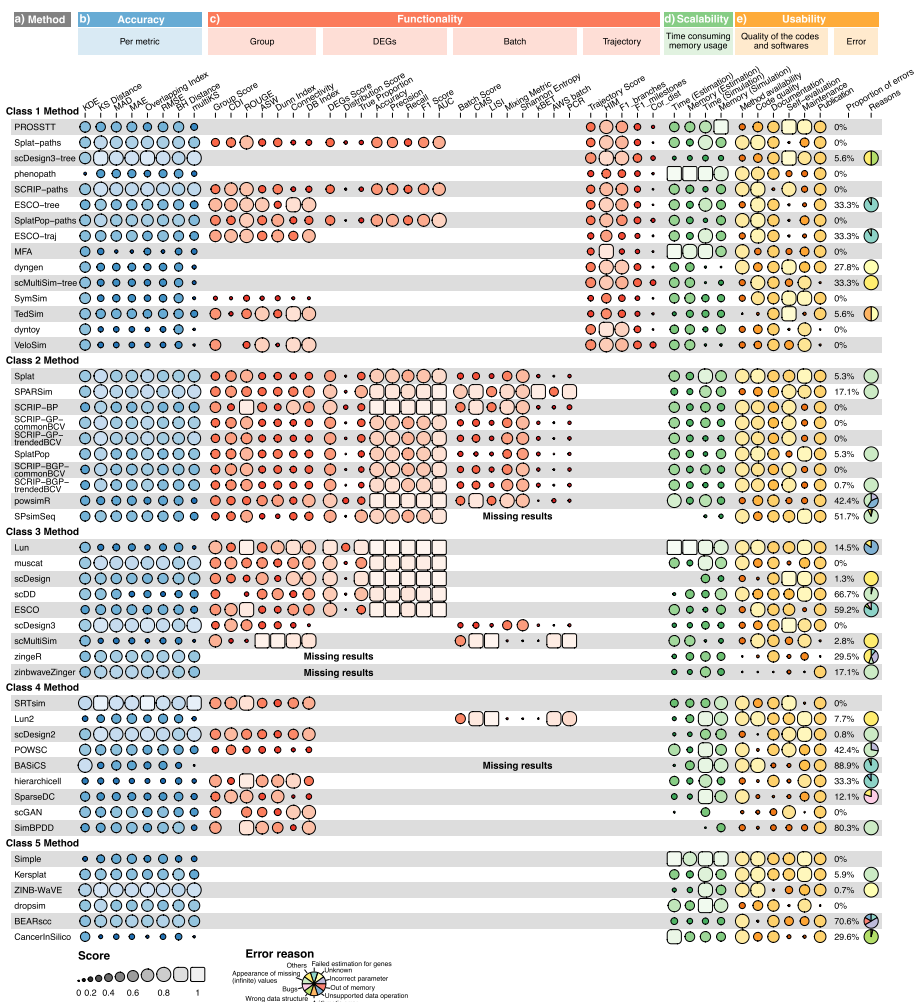 a) Method b) Accuracy c) Functionality d) Scalability e) Usability
Per metric Group DEGs Batch Trajectory Time consuming memory usage Quality of the codes and softwares Error
KDE KS Distance MAD MAE Overlapping Index RMSE BH Distance multiKS
Group Score CDI ROUGE ASW Dunn Index Connectivity DB Index
DEGs Score Distribution Score True Proportion Accuracy Precision Recall F1 Score AUC
Batch Score CMS LISI Mixing Metric Shannon Entropy kBET AWS batch PCR
Trajectory Score HIM F1_branches F1_milestones Cor_dist
Time (Estimation) Memory (Estimation) Time (Simulation) Memory (Simulation)
Method availability Code quality Documentation Self-evaluation Maintenance Publication
Proportion of errors Reasons
Class 1 Method
PROSSTT 0%
Splat-paths 0%
scDesign3-tree 5.6%
phenopath 0%
SCRIP-paths 0%
ESCO-tree 33.3%
SplatPop-paths 0%
ESCO-traj 33.3%
MFA 0%
dyngen 27.8%
scMultiSim-tree 33.3%
SymSim 0%
TedSim 5.6%
dyntoy 0%
VeloSim 0%
Class 2 Method
Splat 5.3%
SPARSim 17.1%
SCRIP-BP 0%
SCRIP-GP-
commonBCV 0%
SCRIP-GP-
trendedBCV 0%
SplatPop 5.3%
SCRIP-BGP-
commonBCV 0%
SCRIP-BGP-
trendedBCV 0.7%
powsimR 42.4%
SPsimSeq Missing results 51.7%
Class 3 Method
Lun 14.5%
muscat 0%
scDesign 1.3%
scDD 66.7%
ESCO 59.2%
scDesign3 0%
scMultiSim 2.8%
zingeR Missing results 29.5%
zinbwaveZinger Missing results 17.1%
Class 4 Method
SRTsim 0%
Lun2 7.7%
scDesign2 0.8%
POWSC 42.4%
BASiCS Missing results 88.9%
hierarchicell 33.3%
SparseDC 12.1%
scGAN 0%
SimBPDD 80.3%
Class 5 Method
Simple 0%
Kersplat 5.9%
ZINB-WaVE 0.7%
dropsim 0%
BEARscc 70.6%
CancerInSilico 29.6%
Score
0 0.2 0.4 0.6 0.8 1
Error reason
Others Failed estimation for genes
Unknown
Appearance of missing (infinite) values Incorrect parameter
Bugs Out of memory
Wrong data structure Unsupported data operation